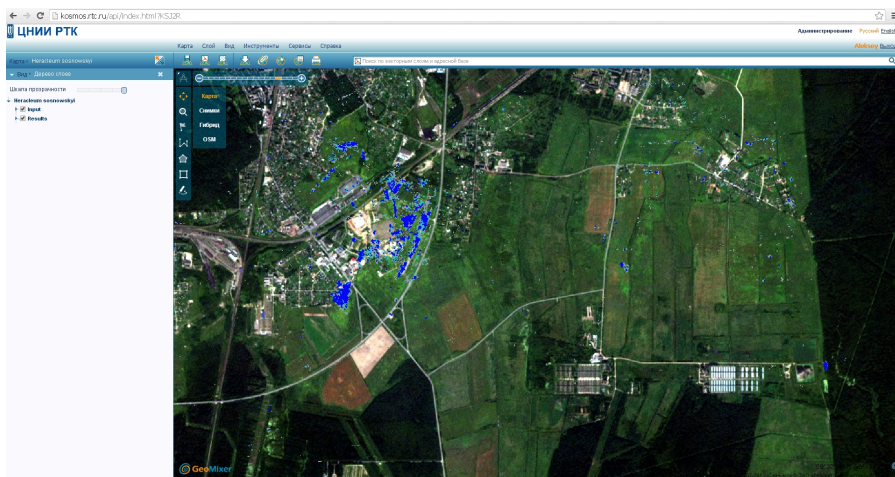 kosmos.rtc.ru/api/index.html?KSJ2R
ЦНИИ РТК
Администрирование Русский English
Карта Слой Вид Инструменты Сервисы Справка
Aleksey Выход
Карта Heracleum sosnowskyi
Поиск по векторным слоям и адресной базе
Вид Дерево слоев
Шкала прозрачности
Heracleum sosnowskyi
Input
Results
Карта
Снимки
Гибрид
OSM
GeoMixer